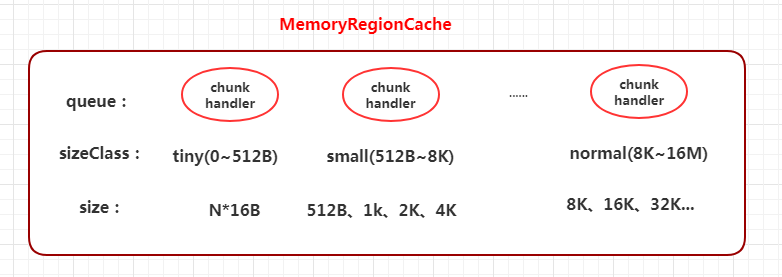 MemoryRegionCache
queue： chunk handler chunk handler ...... chunk handler
sizeClass： tiny(0~512B) small(512B~8K) normal(8K~16M)
size： N*16B 512B、1k、2K、4K 8K、16K、32K...